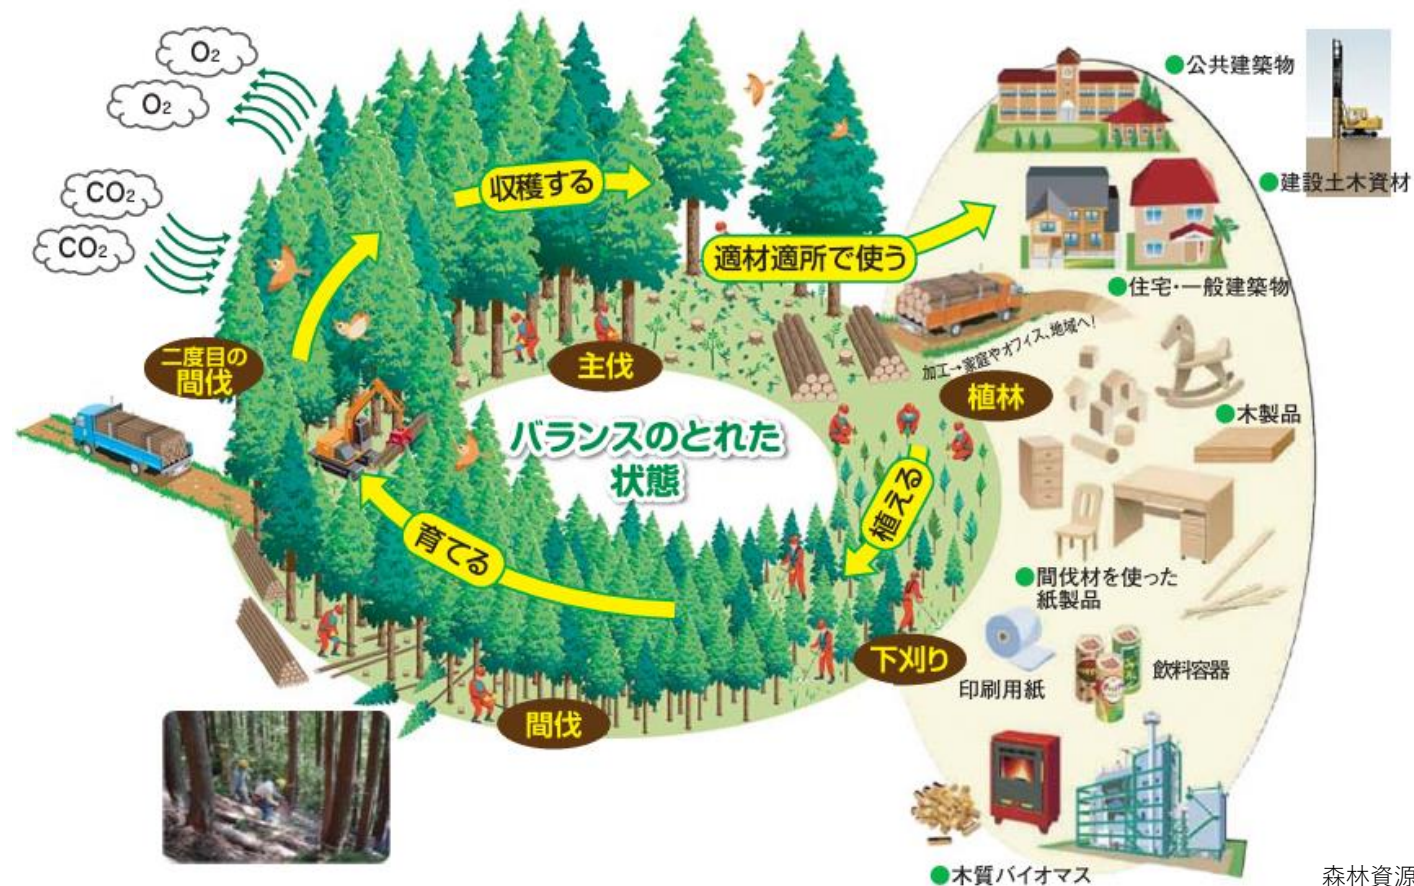 O₂
O₂
CO₂
CO₂
収穫する
適材適所で使う
●公共建築物
●建設土木資材
●住宅・一般建築物
加工→家庭やオフィス、地域へ!
二度目の
間伐
主伐
植林
バランスのとれた
状態
植える
育てる
●木製品
●間伐材を使った
紙製品
下刈り
間伐
印刷用紙
飲料容器
●木質バイオマス
森林資源